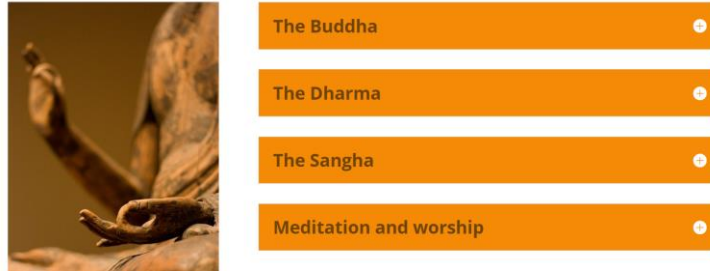 The Buddha
The Dharma
The Sangha
Meditation and worship